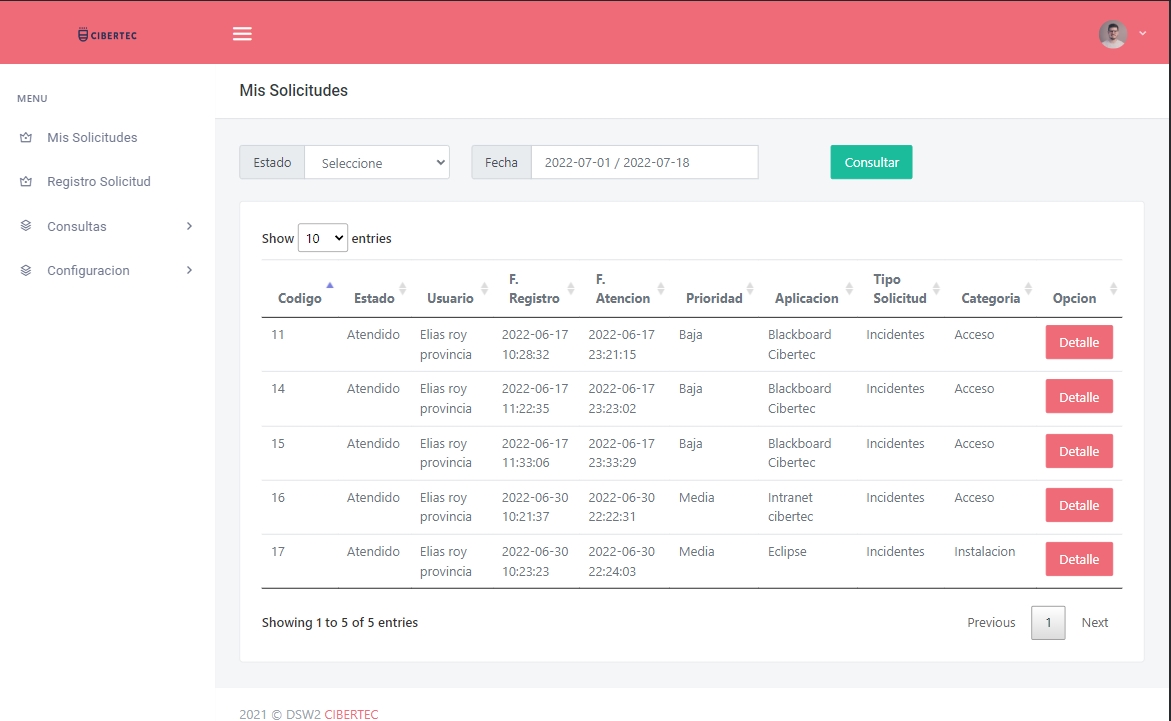 CIBERTEC
MENU
Mis Solicitudes
Registro Solicitud
Consultas
Configuracion
Mis Solicitudes
Estado Seleccione Fecha 2022-07-01 / 2022-07-18 Consultar
Show 10 entries
Codigo Estado Usuario F. Registro F. Atencion Prioridad Aplicacion Tipo Solicitud Categoria Opcion
11 Atendido Elias roy 2022-06-17 2022-06-17 Baja Blackboard Incidentes Acceso Detalle
provincia 10:28:32 23:21:15 Cibertec
14 Atendido Elias roy 2022-06-17 2022-06-17 Baja Blackboard Incidentes Acceso Detalle
provincia 11:22:35 23:23:02 Cibertec
15 Atendido Elias roy 2022-06-17 2022-06-17 Baja Blackboard Incidentes Acceso Detalle
provincia 11:33:06 23:33:29 Cibertec
16 Atendido Elias roy 2022-06-30 2022-06-30 Media Intranet Incidentes Acceso Detalle
provincia 10:21:37 22:22:31 cibertec
17 Atendido Elias roy 2022-06-30 2022-06-30 Media Eclipse Incidentes Instalacion Detalle
provincia 10:23:23 22:24:03
Showing 1 to 5 of 5 entries Previous 1 Next
2021 © DSW2 CIBERTEC